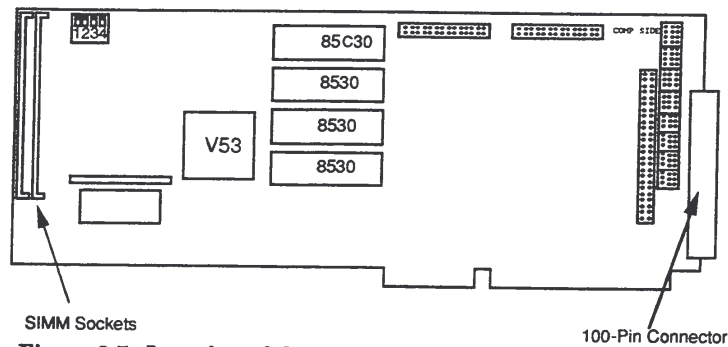 1234
85C30
COMP SIDE
8530
8530
V53
8530
SIMM Sockets
100-Pin Connector